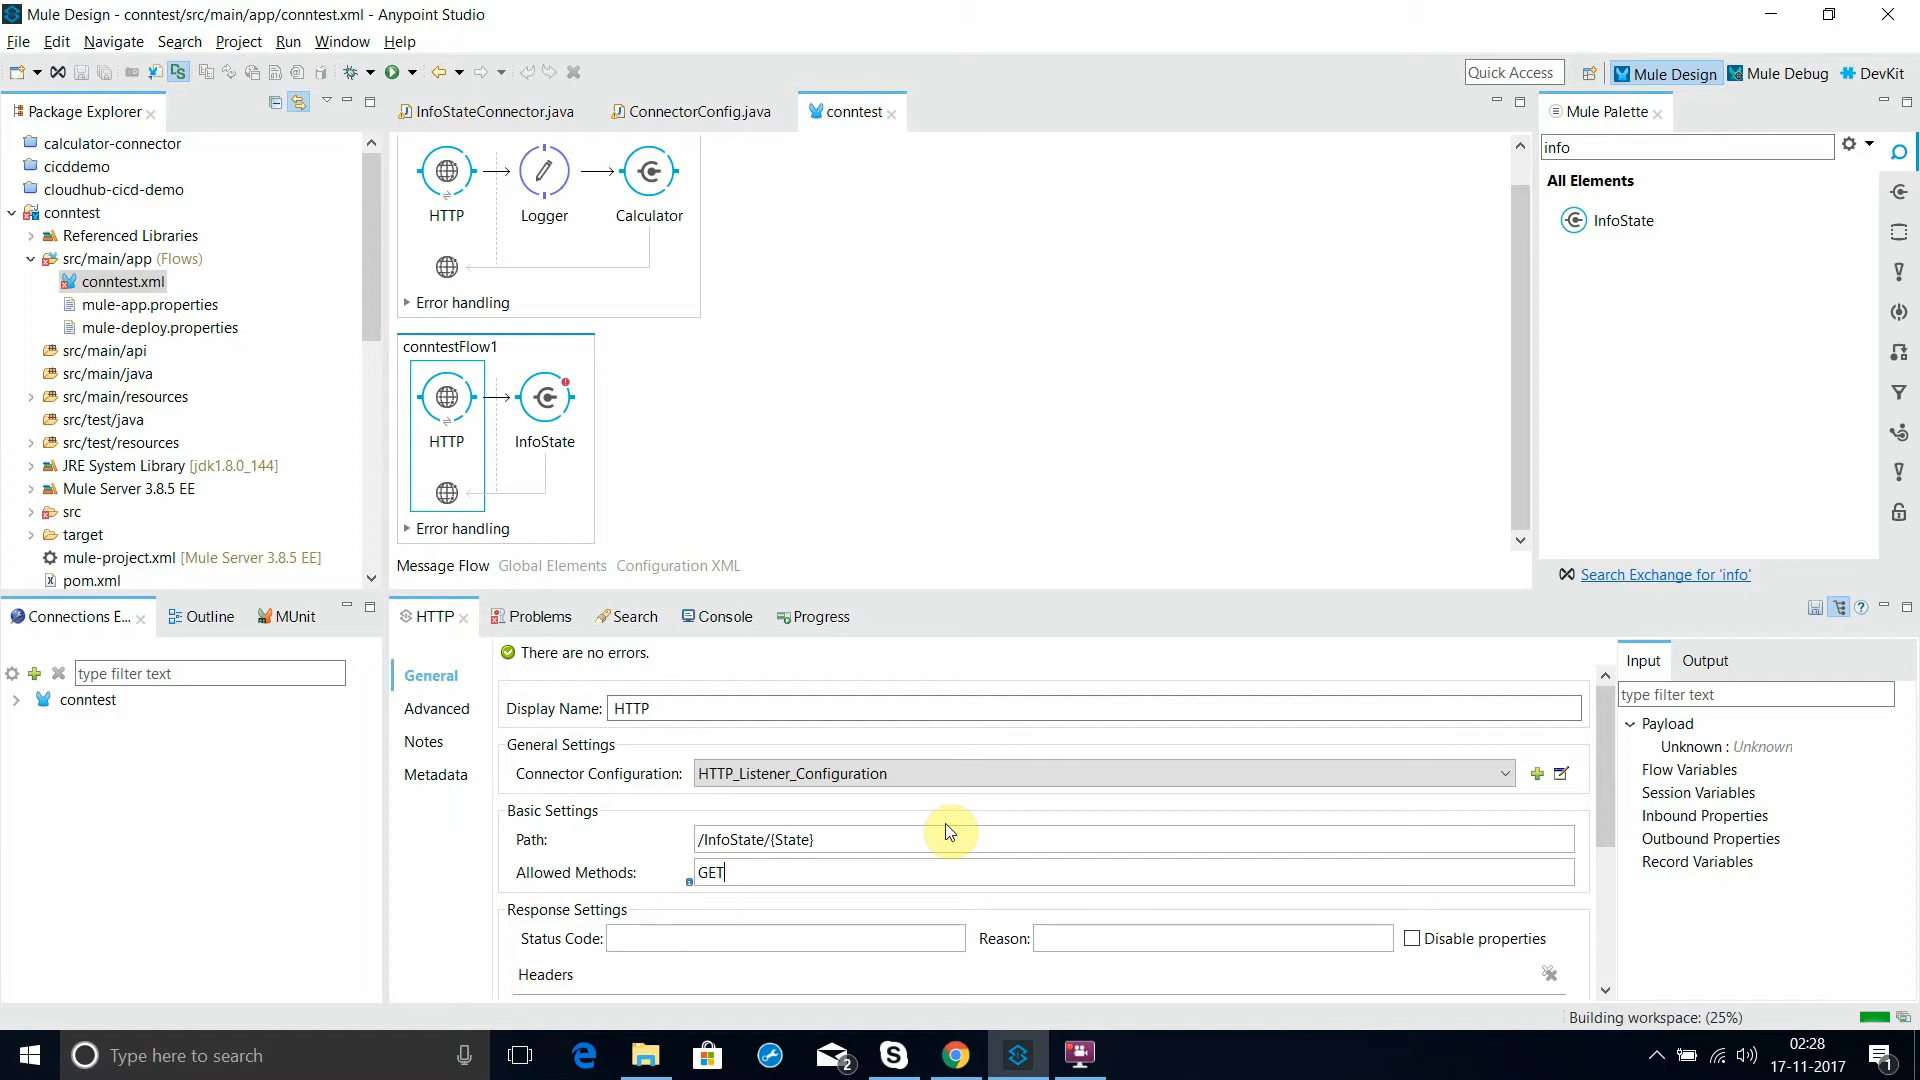 Mule Design - conntest/src/main/app/conntest.xml - Anypoint Studio
File Edit Navigate Search Project Run Window Help
Quick Access
Mule Design
Mule Debug
DevKit
Package Explorer
calculator-connector
cicddemo
cloudhub-cicd-demo
conntest
Referenced Libraries
src/main/app (Flows)
conntest.xml
mule-app.properties
mule-deploy.properties
src/main/api
src/main/java
src/main/resources
src/test/java
src/test/resources
JRE System Library [jdk1.8.0_144]
Mule Server 3.8.5 EE
src
target
mule-project.xml [Mule Server 3.8.5 EE]
pom.xml
InfoStateConnector.java
ConnectorConfig.java
conntest
HTTP
Logger
Calculator
Error handling
conntestFlow1
HTTP
InfoState
Error handling
Message Flow Global Elements Configuration XML
Mule Palette
info
All Elements
InfoState
Search Exchange for 'info'
Connections E...
Outline
MUnit
type filter text
conntest
HTTP
Problems
Search
Console
Progress
There are no errors.
General
Advanced
Notes
Metadata
Display Name: HTTP
General Settings
Connector Configuration: HTTP_Listener_Configuration
Basic Settings
Path: /InfoState/{State}
Allowed Methods: GET
Response Settings
Status Code:
Reason:
Disable properties
Headers
Input
Output
type filter text
Payload
Unknown : Unknown
Flow Variables
Session Variables
Inbound Properties
Outbound Properties
Record Variables
Building workspace: (25%)
Type here to search
2
02:28
17-11-2017
1